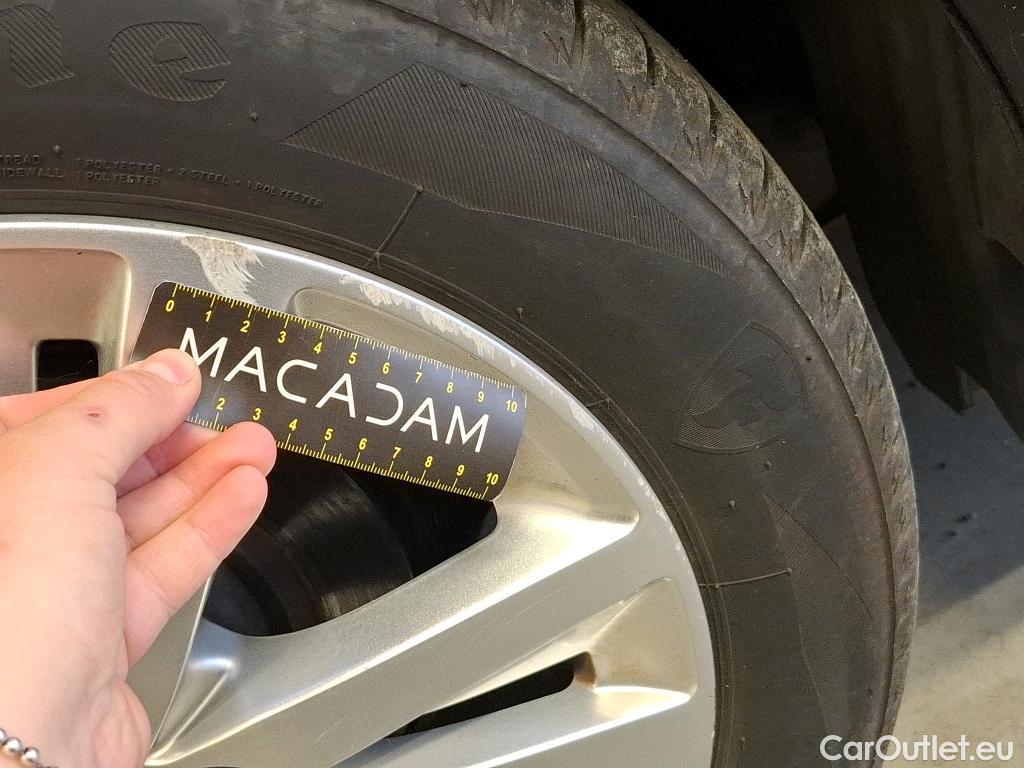 ne
TREAD 1 POLYESTER + 2 STEEL + 1 POLYESTER
SIDEWALL 1 POLYESTER
0 1 2 3 4 5 6 7 8 9 10
MACADAM
2 3 4 5 6 7 8 9 10
CarOutlet.eu